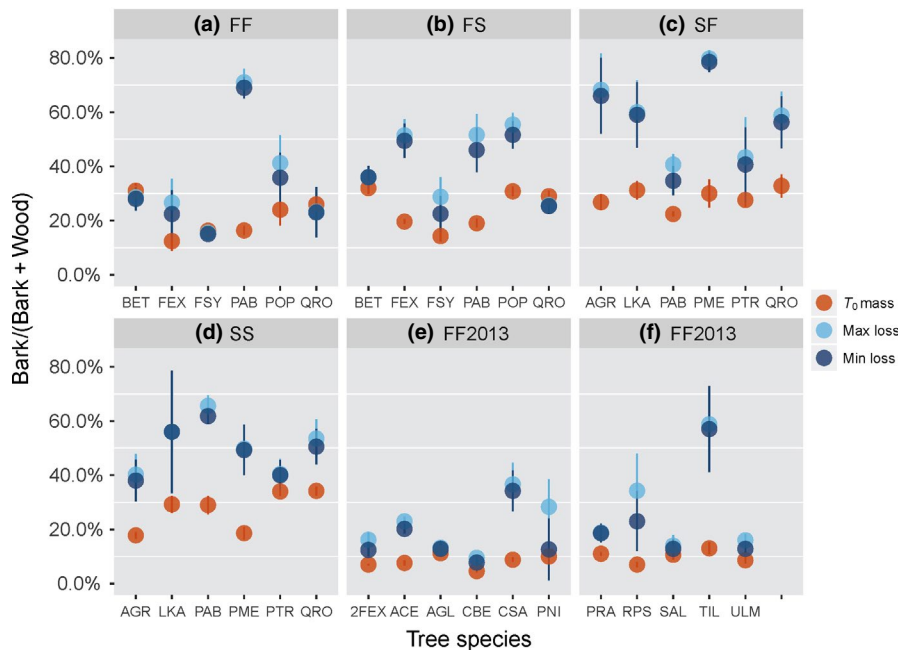 (a) FF
(b) FS
(c) SF
80.0%
60.0%
40.0%
20.0%
0.0%
BET FEX FSY PAB POP QRO
BET FEX FSY PAB POP QRO
AGR LKA PAB PME PTR QRO
(d) SS
(e) FF2013
(f) FF2013
80.0%
60.0%
40.0%
20.0%
0.0%
AGR LKA PAB PME PTR QRO
2FEX ACE AGL CBE CSA PNI
PRA RPS SAL TIL ULM
Bark/(Bark + Wood)
Tree species
T0 mass
Max loss
Min loss